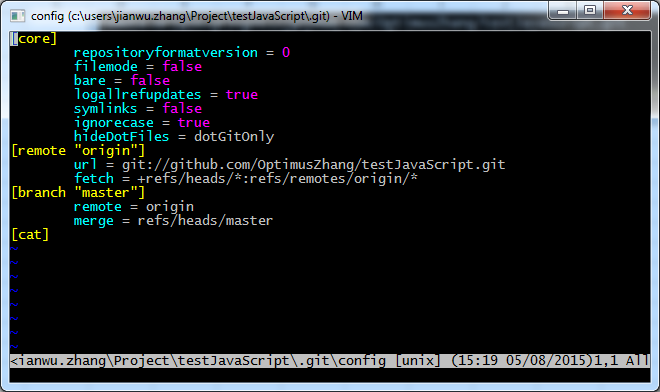 config (c:\users\jianwu.zhang\Project\testJavaScript\.git) - VIM
[core]
repositoryformatversion = 0
filemode = false
bare = false
logallrefupdates = true
symlinks = false
ignorecase = true
hideDotFiles = dotGitOnly
[remote "origin"]
url = git://github.com/OptimusZhang/testJavaScript.git
fetch = +refs/heads/*:refs/remotes/origin/*
[branch "master"]
remote = origin
merge = refs/heads/master
[cat]
~
~
~
~
~
~
~
~
<ianwu.zhang\Project\testJavaScript\.git\config [unix] (15:19 05/08/2015)1,1 All